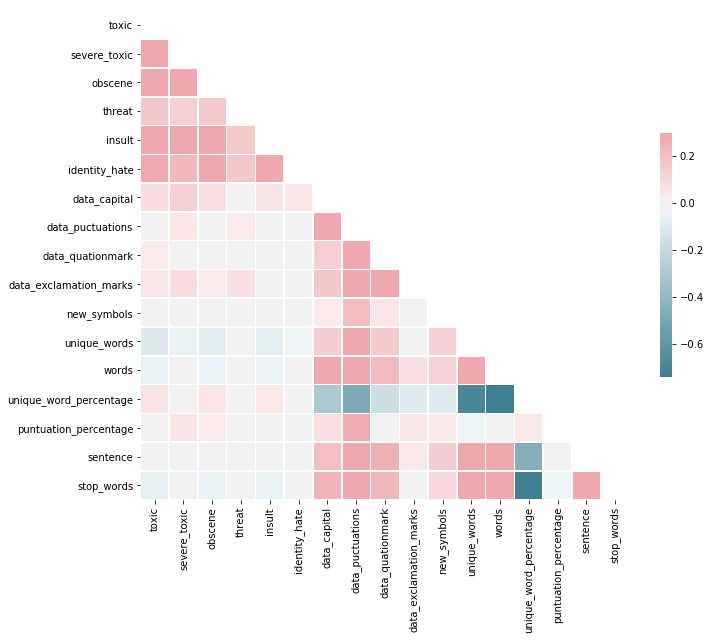 toxic
severe_toxic
obscene
threat
insult
identity_hate
data_capital
data_puctuations
data_quationmark
data_exclamation_marks
new_symbols
unique_words
words
unique_word_percentage
puntuation_percentage
sentence
stop_words
toxic
severe_toxic
obscene
threat
insult
identity_hate
data_capital
data_puctuations
data_quationmark
data_exclamation_marks
new_symbols
unique_words
words
unique_word_percentage
puntuation_percentage
sentence
stop_words
0.2
0.0
−0.2
−0.4
−0.6